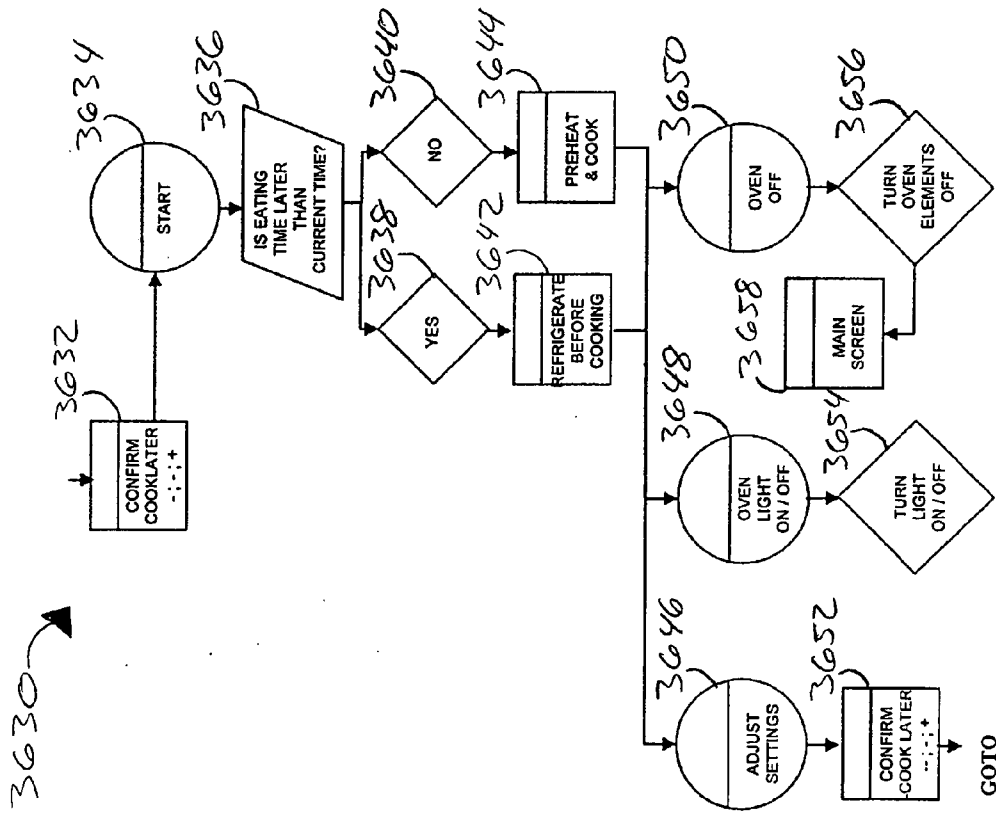 3630
3632
CONFIRM
COOKLATER
-:-:+
3634
START
3636
IS EATING
TIME LATER
THAN
CURRENT TIME?
3638
YES
3640
NO
3642
REFRIGERATE
BEFORE
COOKING
3644
PREHEAT
& COOK
3646
ADJUST
SETTINGS
3648
OVEN
LIGHT
ON / OFF
3650
OVEN
OFF
3652
CONFIRM
-COOK LATER
--:-:+
GOTO
3654
TURN
LIGHT
ON / OFF
3656
TURN
OVEN
ELEMENTS
OFF
3658
MAIN
SCREEN